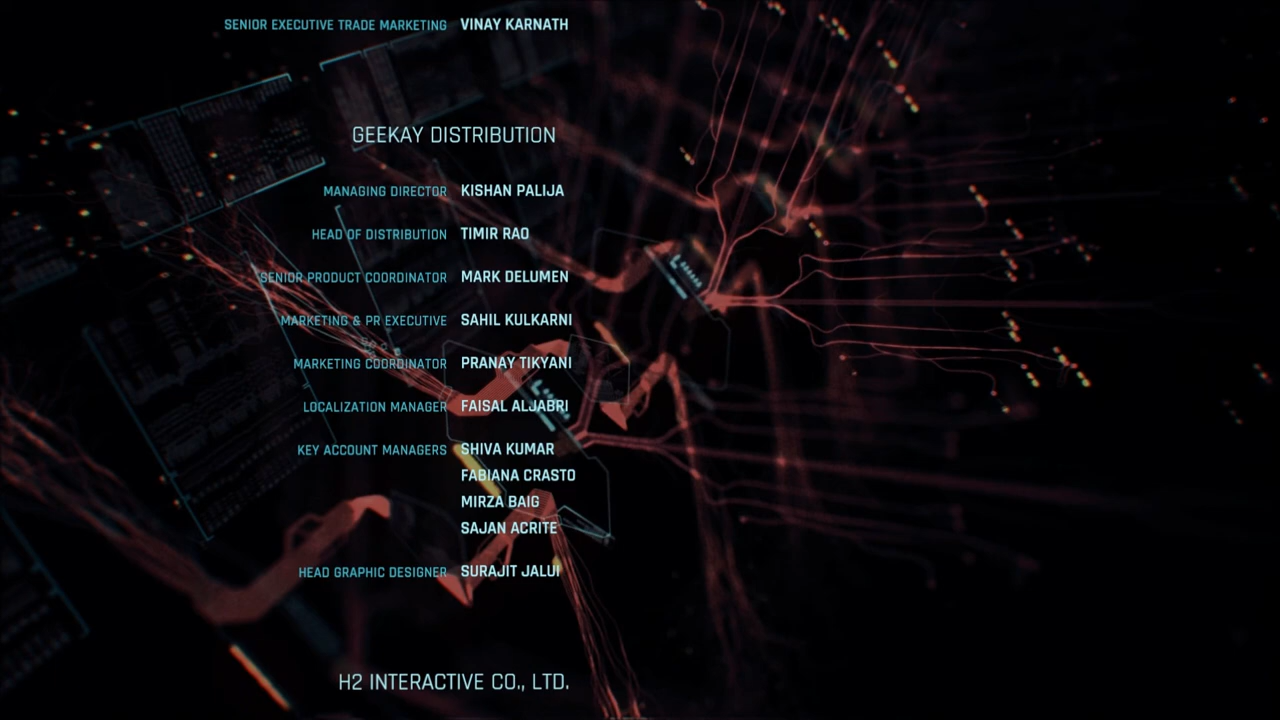 SENIOR EXECUTIVE TRADE MARKETING VINAY KARNATH
GEEKAY DISTRIBUTION
MANAGING DIRECTOR KISHAN PALIJA
HEAD OF DISTRIBUTION TIMIR RAO
SENIOR PRODUCT COORDINATOR MARK DELUMEN
MARKETING & PR EXECUTIVE SAHIL KULKARNI
MARKETING COORDINATOR PRANAY TIKYANI
LOCALIZATION MANAGER FAISAL ALJABRI
KEY ACCOUNT MANAGERS SHIVA KUMAR
FABIANA CRASTO
MIRZA BAIG
SAJAN ACRITE
HEAD GRAPHIC DESIGNER SURAJIT JALUI
H2 INTERACTIVE CO., LTD.